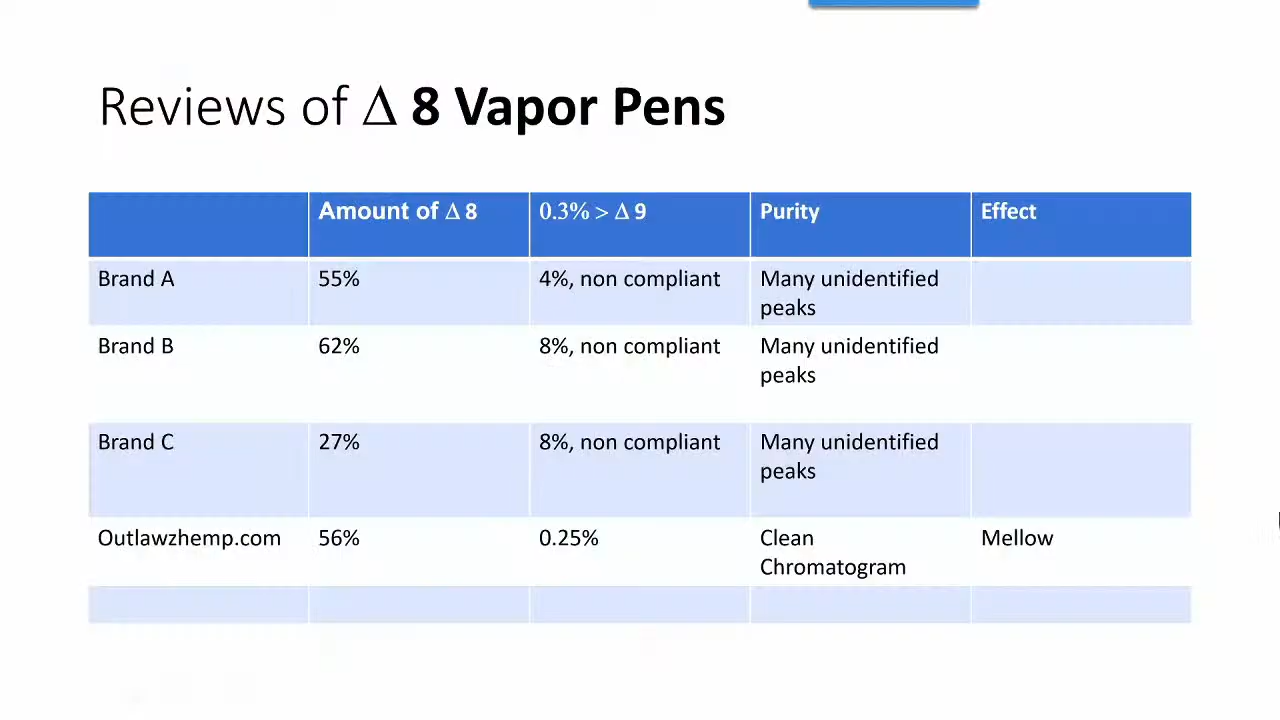 Reviews of Δ 8 Vapor Pens
Amount of Δ 8 0.3% > Δ 9 Purity Effect
Brand A 55% 4%, non compliant Many unidentified
peaks
Brand B 62% 8%, non compliant Many unidentified
peaks
Brand C 27% 8%, non compliant Many unidentified
peaks
Outlawzhemp.com 56% 0.25% Clean Mellow
Chromatogram